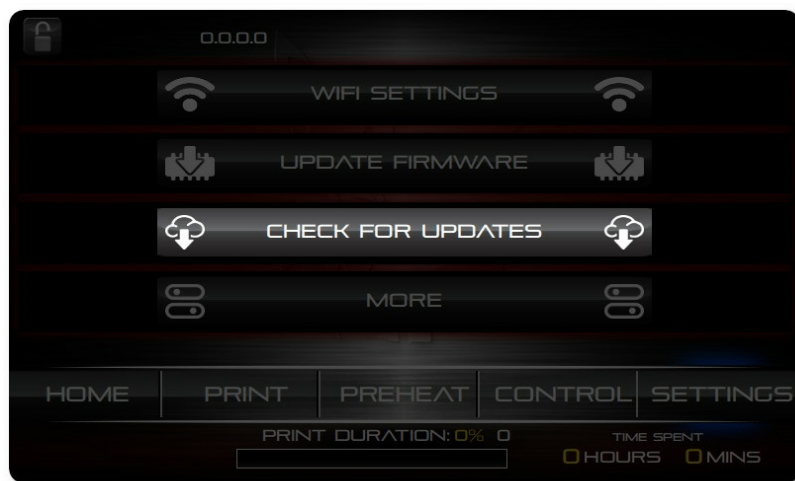 0.0.0.0
WIFI SETTINGS
UPDATE FIRMWARE
CHECK FOR UPDATES
MORE
HOME PRINT PREHEAT CONTROL SETTINGS
PRINT DURATION: 0% 0
TIME SPENT
0 HOURS 0 MINS